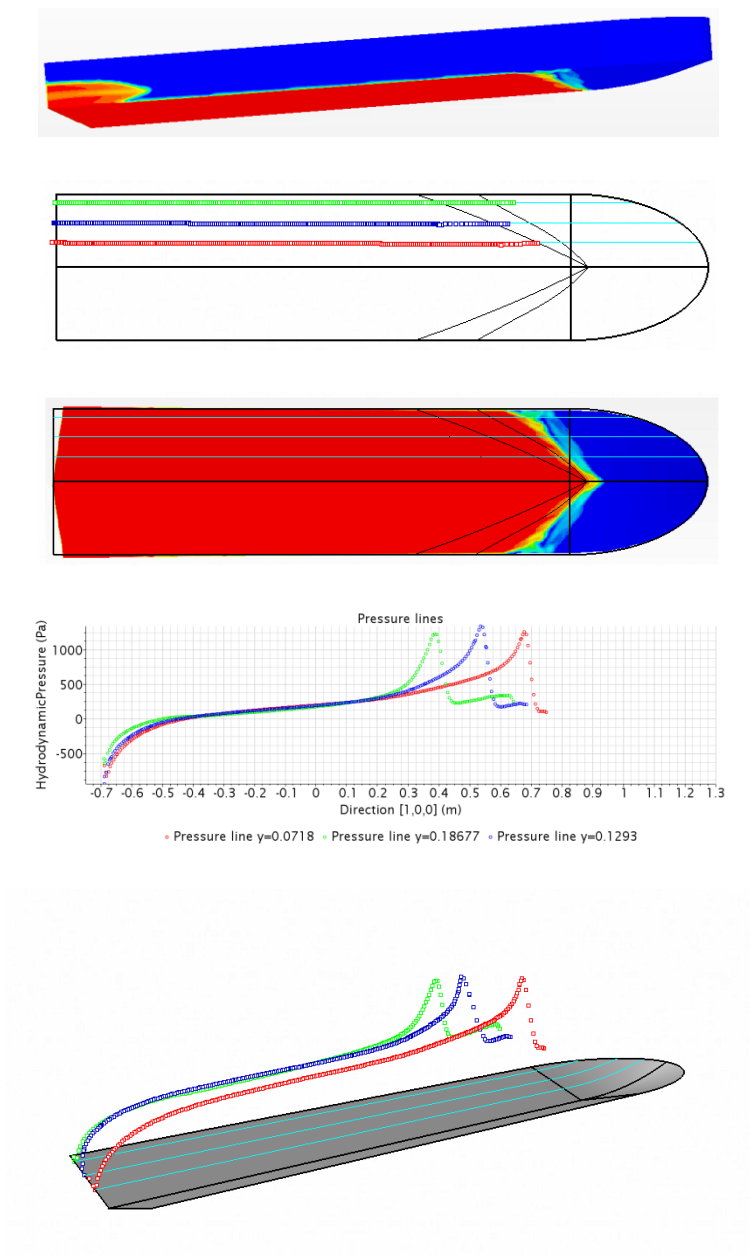 Pressure lines
HydrodynamicPressure (Pa)
1000
500
0
-500
-0.7 -0.6 -0.5 -0.4 -0.3 -0.2 -0.1 0 0.1 0.2 0.3 0.4 0.5 0.6 0.7 0.8 0.9 1 1.1 1.2 1.3
Direction [1,0,0] (m)
Pressure line y=0.0718 Pressure line y=0.18677 Pressure line y=0.1293